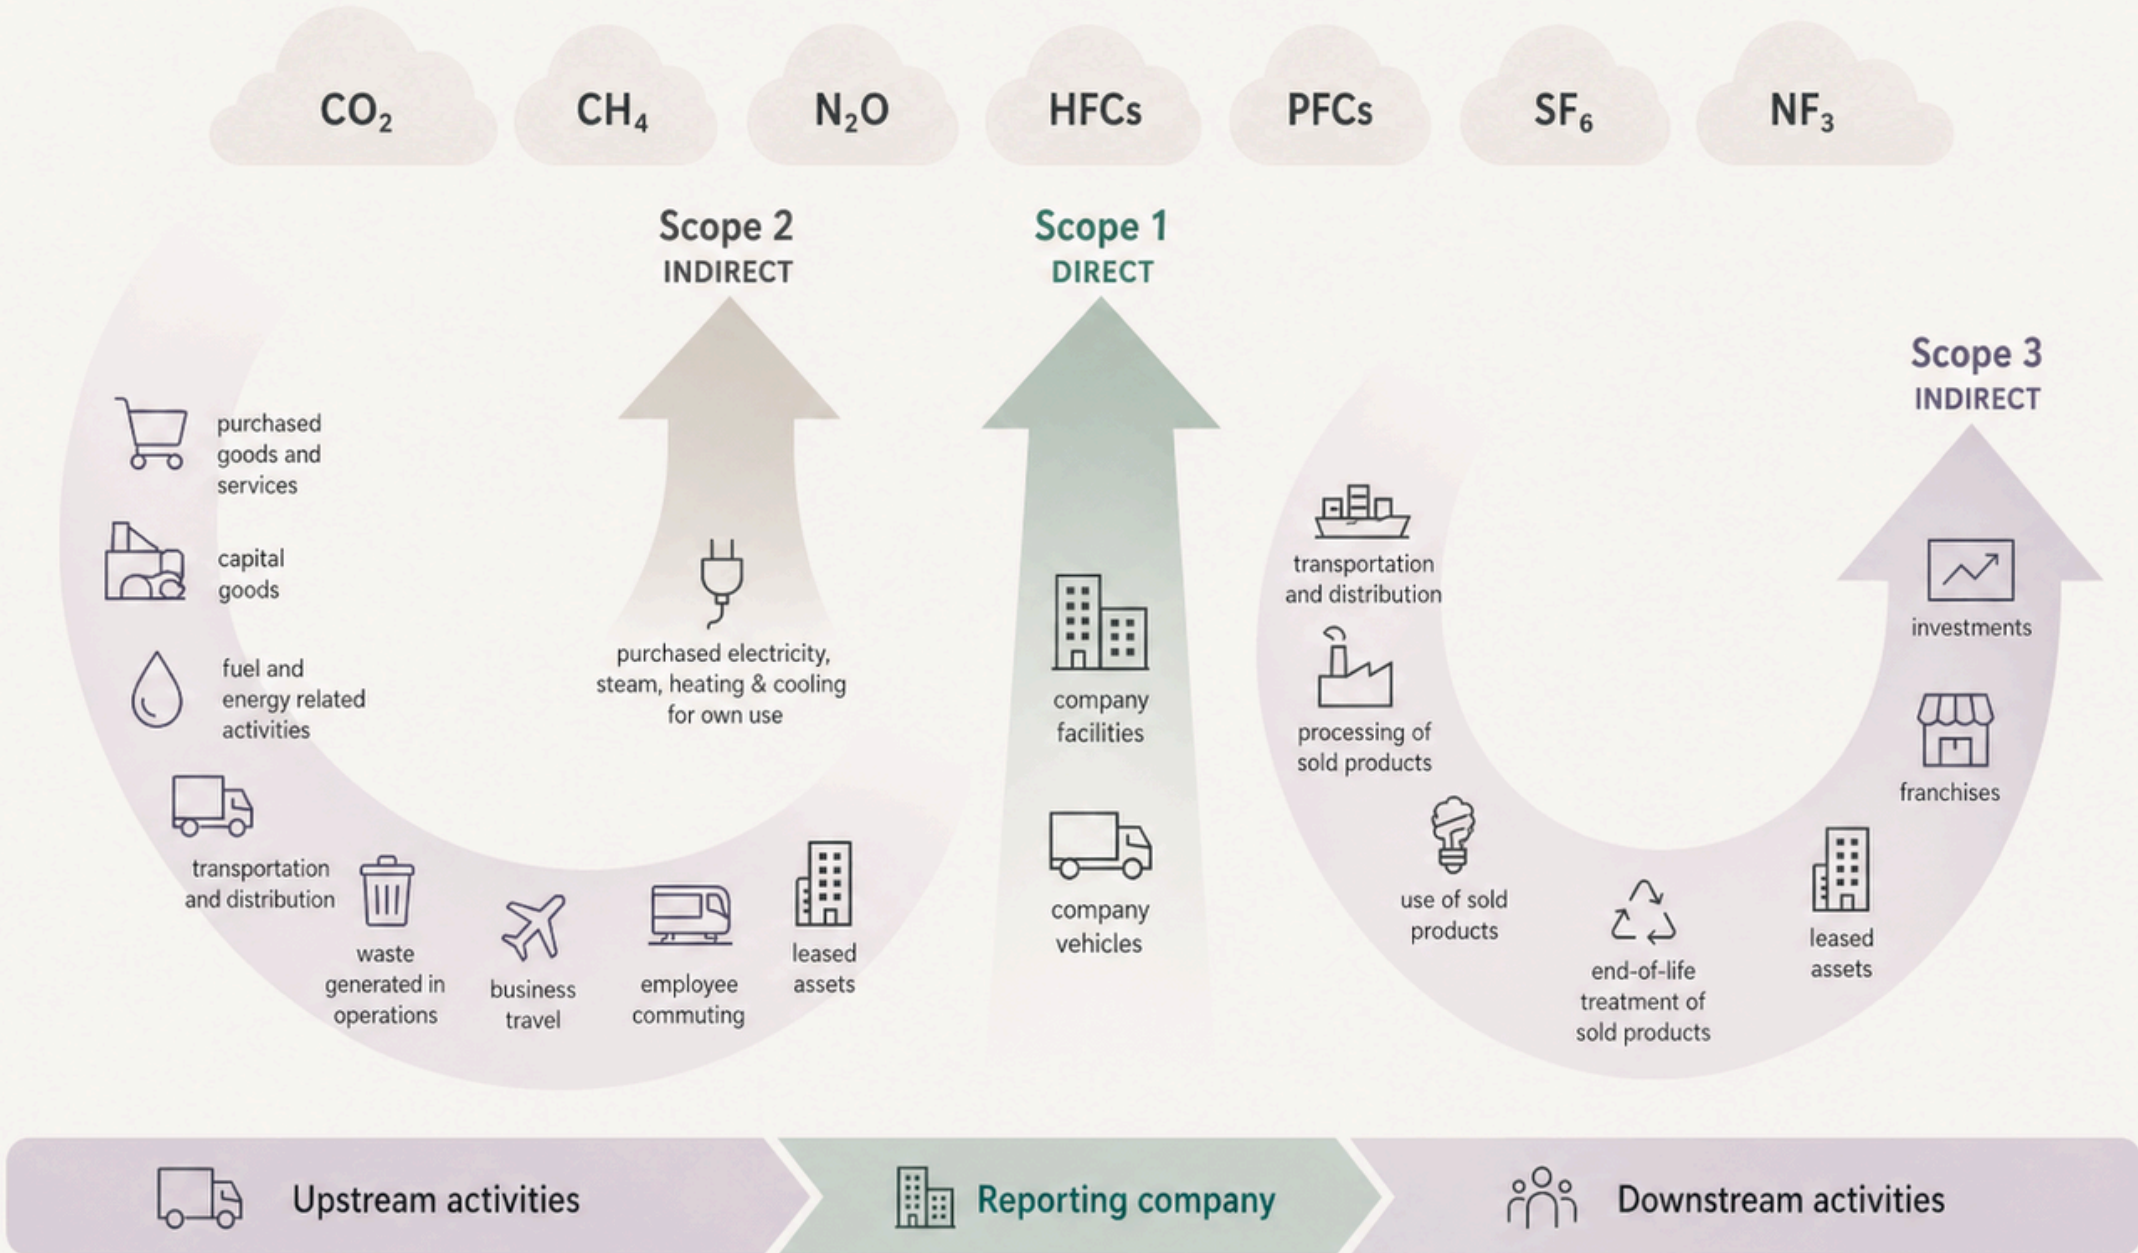 CO₂
CH₄
N₂O
HFCs
PFCs
SF₆
NF₃
Scope 2
INDIRECT
Scope 1
DIRECT
Scope 3
INDIRECT
purchased
goods and
services
capital
goods
fuel and
energy related
activities
transportation
and distribution
waste
generated in
operations
business
travel
employee
commuting
leased
assets
purchased electricity,
steam, heating & cooling
for own use
company
facilities
company
vehicles
transportation
and distribution
processing of
sold products
use of sold
products
end-of-life
treatment of
sold products
leased
assets
franchises
investments
Upstream activities
Reporting company
Downstream activities